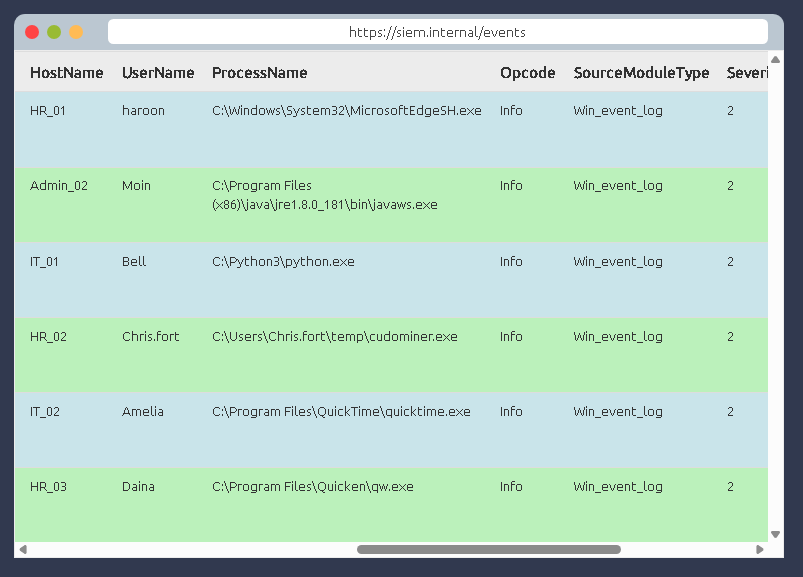 https://siem.internal/events
HostName UserName ProcessName Opcode SourceModuleType Severi
HR_01 haroon C:\Windows\System32\MicrosoftEdgeSH.exe Info Win_event_log 2
Admin_02 Moin C:\Program Files Info Win_event_log 2
(x86)\java\jre1.8.0_181\bin\javaws.exe
IT_01 Bell C:\Python3\python.exe Info Win_event_log 2
HR_02 Chris.fort C:\Users\Chris.fort\temp\cudominer.exe Info Win_event_log 2
IT_02 Amelia C:\Program Files\QuickTime\quicktime.exe Info Win_event_log 2
HR_03 Daina C:\Program Files\Quicken\qw.exe Info Win_event_log 2